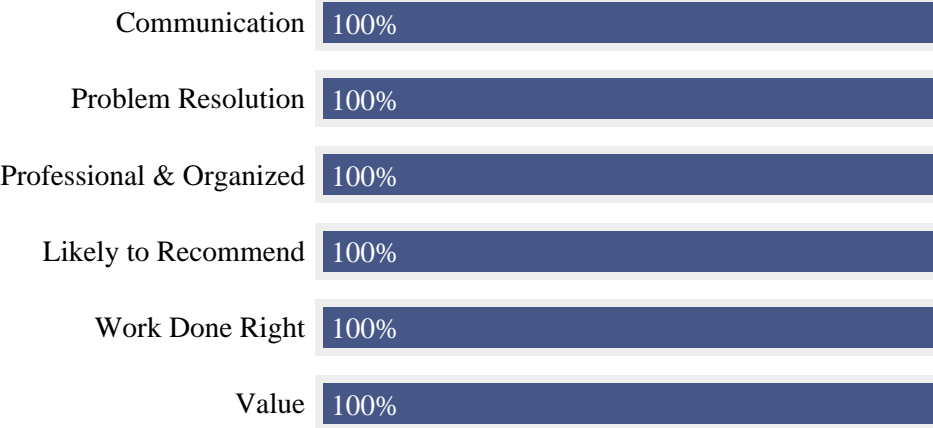 Communication 100%
Problem Resolution 100%
Professional & Organized 100%
Likely to Recommend 100%
Work Done Right 100%
Value 100%